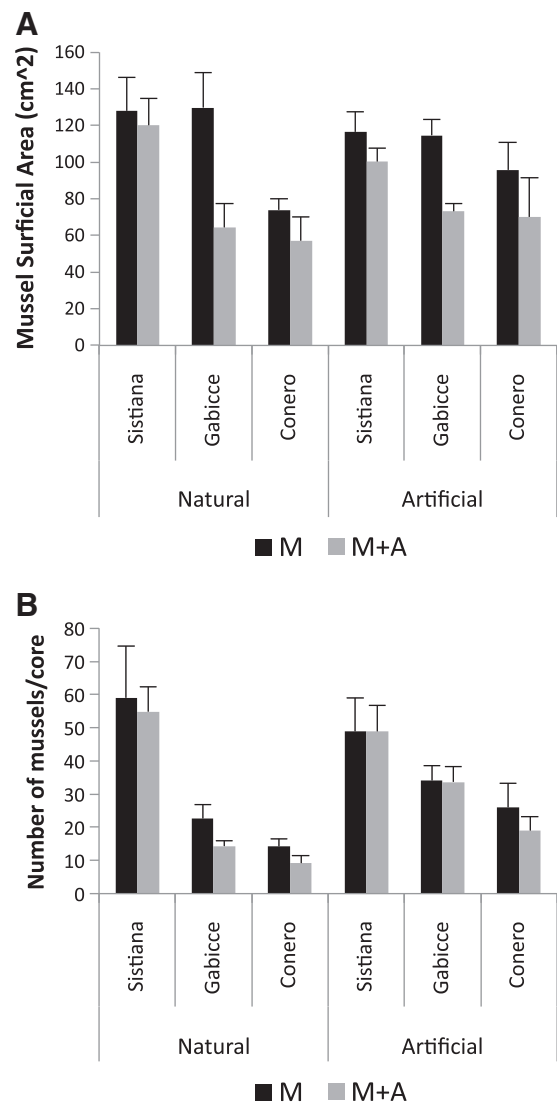 A
Mussel Surficial Area (cm^2)
160
140
120
100
80
60
40
20
0
Sistiana
Gabicce
Conero
Sistiana
Gabicce
Conero
Natural
Artificial
M M+A
B
Number of mussels/core
80
70
60
50
40
30
20
10
0
Sistiana
Gabicce
Conero
Sistiana
Gabicce
Conero
Natural
Artificial
M M+A